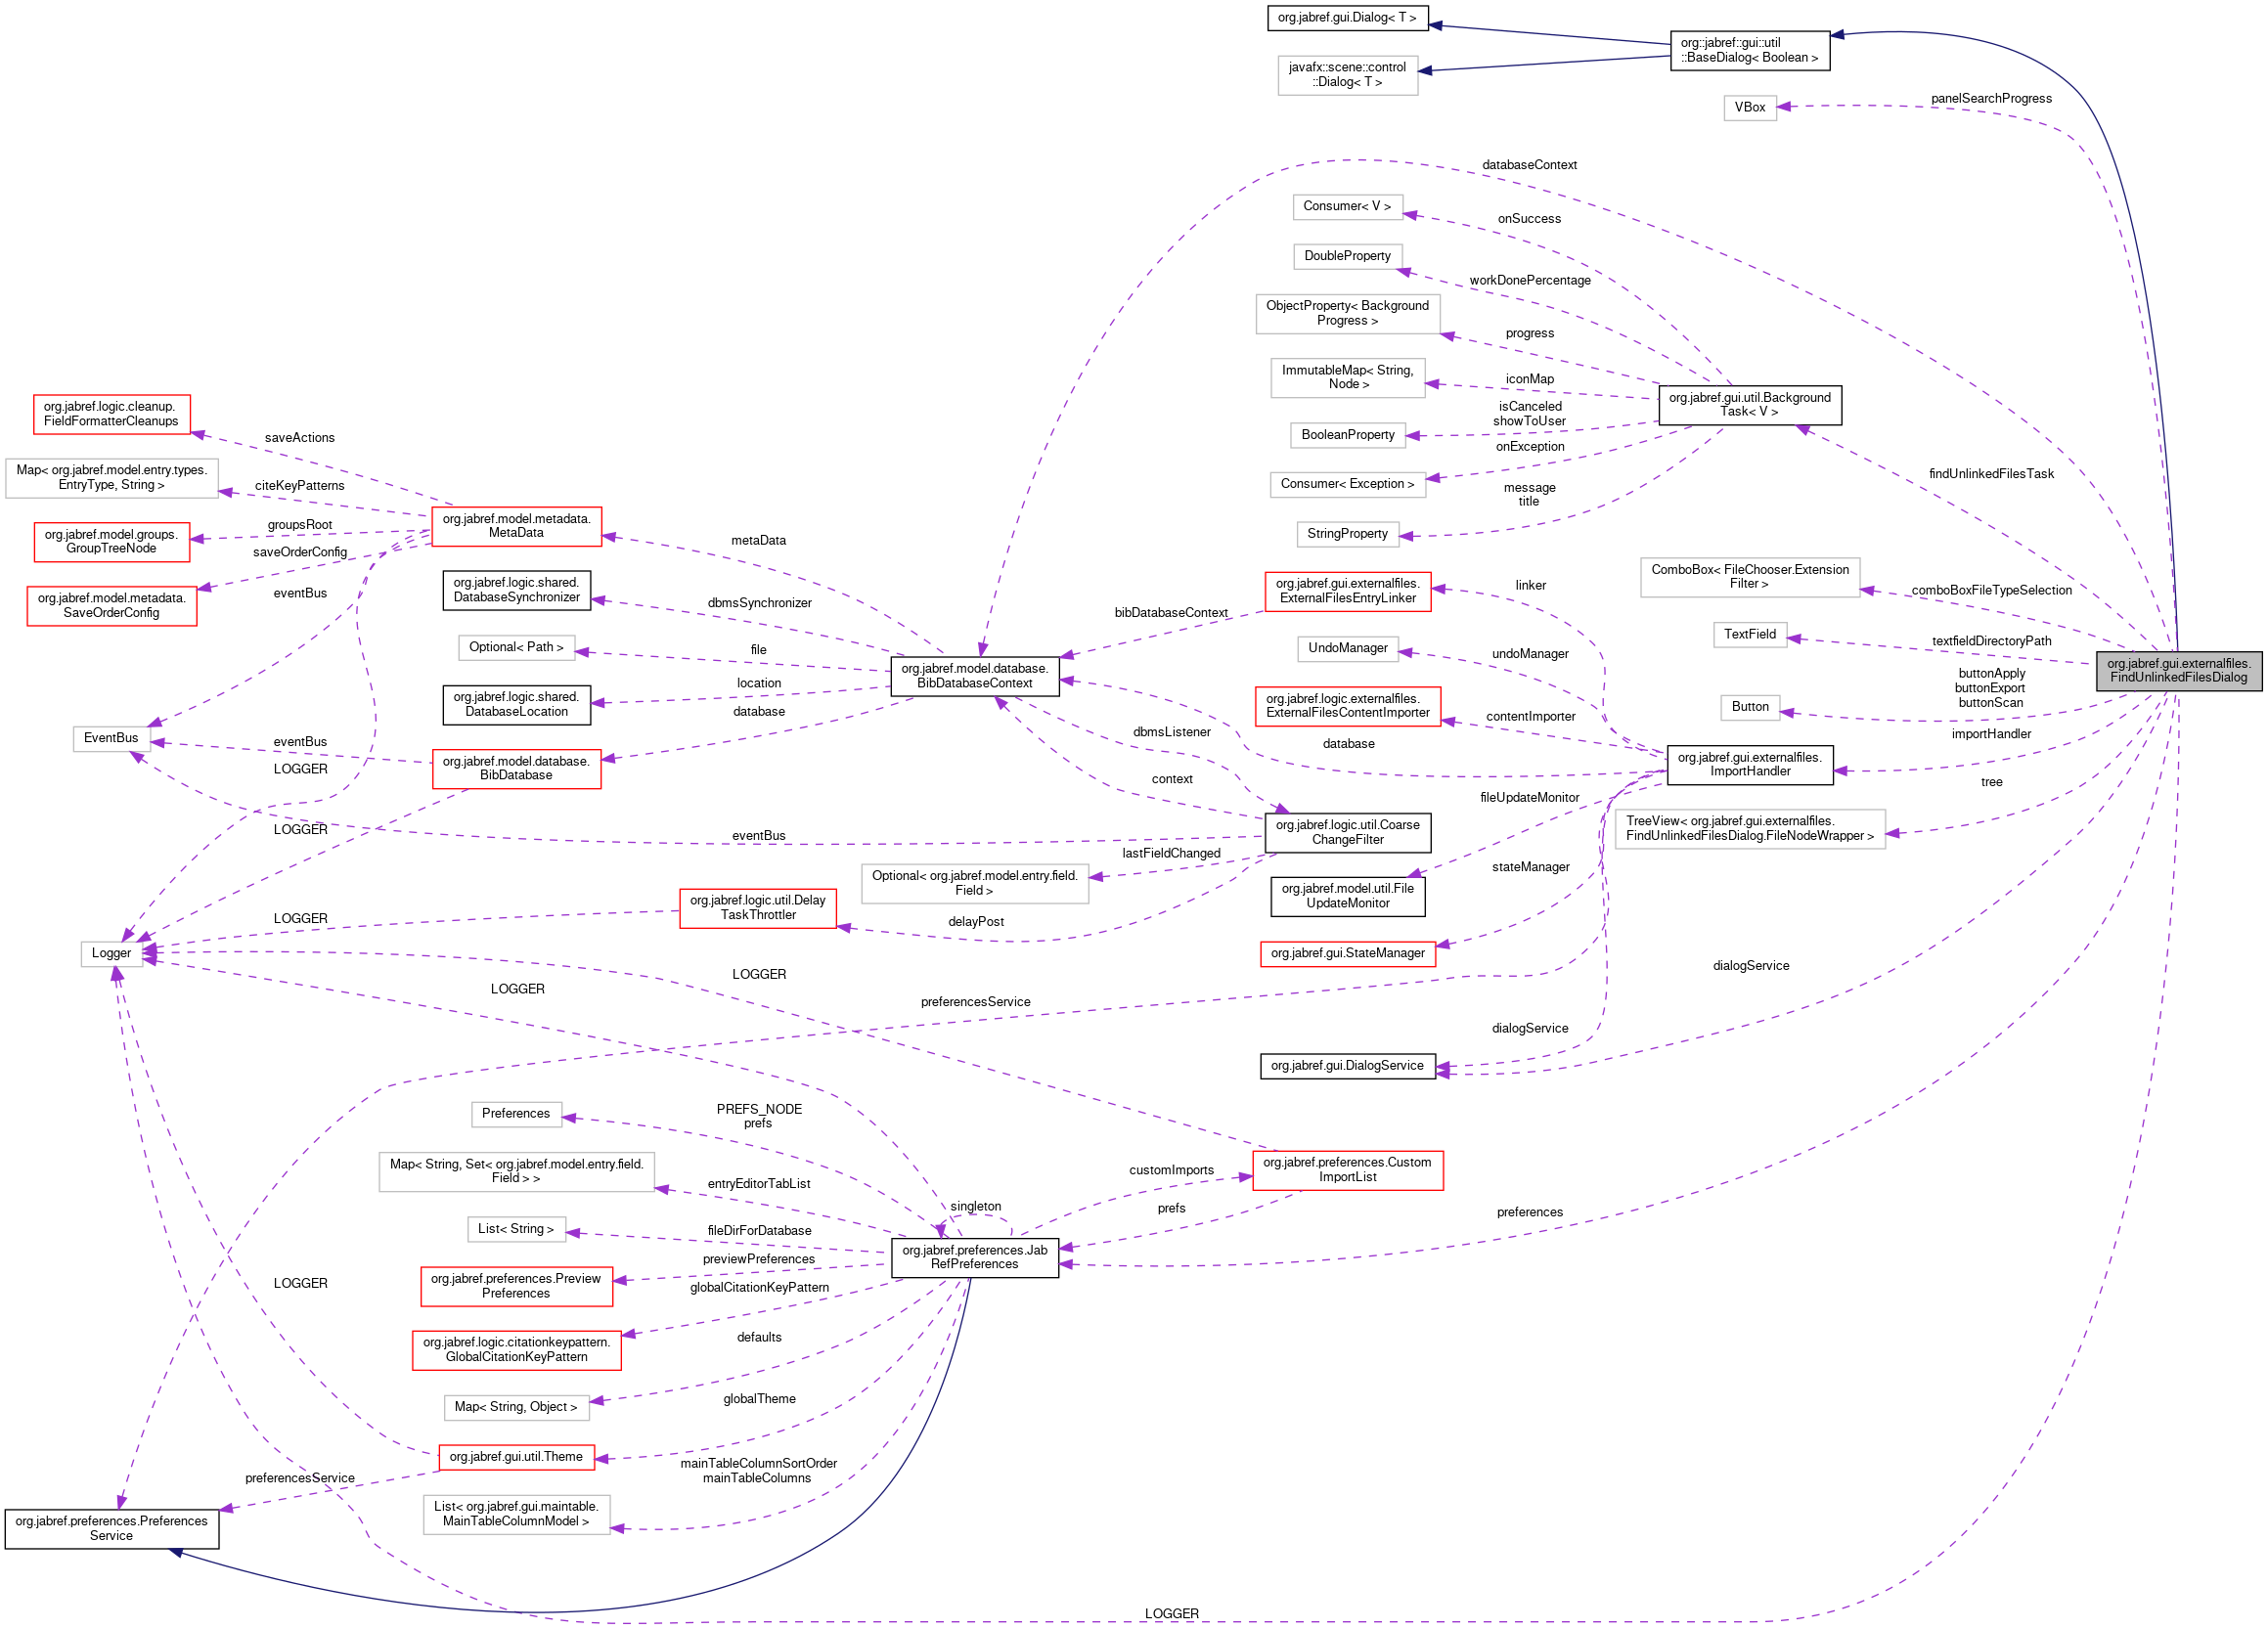 org.jabref.gui.Dialog< T >
org::jabref::gui::util
::BaseDialog< Boolean >
javafx::scene::control
::Dialog< T >
VBox
panelSearchProgress
databaseContext
Consumer< V >
onSuccess
DoubleProperty
workDonePercentage
ObjectProperty< Background
Progress >
progress
ImmutableMap< String,
Node >
iconMap
org.jabref.gui.util.Background
Task< V >
isCanceled
showToUser
BooleanProperty
onException
Consumer< Exception >
message
title
StringProperty
findUnlinkedFilesTask
org.jabref.logic.cleanup.
FieldFormatterCleanups
saveActions
Map< org.jabref.model.entry.types.
EntryType, String >
citeKeyPatterns
org.jabref.model.groups.
GroupTreeNode
groupsRoot
org.jabref.model.metadata.
MetaData
saveOrderConfig
org.jabref.model.metadata.
SaveOrderConfig
eventBus
metaData
org.jabref.logic.shared.
DatabaseSynchronizer
dbmsSynchronizer
Optional< Path >
file
org.jabref.logic.shared.
DatabaseLocation
location
database
org.jabref.model.database.
BibDatabaseContext
bibDatabaseContext
org.jabref.gui.externalfiles.
ExternalFilesEntryLinker
linker
UndoManager
undoManager
org.jabref.logic.externalfiles.
ExternalFilesContentImporter
contentImporter
database
ComboBox< FileChooser.Extension
Filter >
comboBoxFileTypeSelection
TextField
textfieldDirectoryPath
org.jabref.gui.externalfiles.
FindUnlinkedFilesDialog
Button
buttonApply
buttonExport
buttonScan
importHandler
org.jabref.gui.externalfiles.
ImportHandler
tree
TreeView< org.jabref.gui.externalfiles.
FindUnlinkedFilesDialog.FileNodeWrapper >
EventBus
eventBus
LOGGER
org.jabref.model.database.
BibDatabase
LOGGER
dbmsListener
context
eventBus
org.jabref.logic.util.Coarse
ChangeFilter
lastFieldChanged
Optional< org.jabref.model.entry.field.
Field >
delayPost
org.jabref.logic.util.Delay
TaskThrottler
LOGGER
fileUpdateMonitor
org.jabref.model.util.File
UpdateMonitor
stateManager
org.jabref.gui.StateManager
Logger
LOGGER
LOGGER
preferencesService
dialogService
dialogService
org.jabref.gui.DialogService
Preferences
PREFS_NODE
prefs
Map< String, Set< org.jabref.model.entry.field.
Field > >
entryEditorTabList
List< String >
fileDirForDatabase
singleton
customImports
org.jabref.preferences.Custom
ImportList
prefs
org.jabref.preferences.Jab
RefPreferences
preferences
previewPreferences
org.jabref.preferences.Preview
Preferences
globalCitationKeyPattern
org.jabref.logic.citationkeypattern.
GlobalCitationKeyPattern
defaults
Map< String, Object >
globalTheme
org.jabref.gui.util.Theme
LOGGER
preferencesService
mainTableColumnSortOrder
mainTableColumns
List< org.jabref.gui.maintable.
MainTableColumnModel >
org.jabref.preferences.Preferences
Service
LOGGER